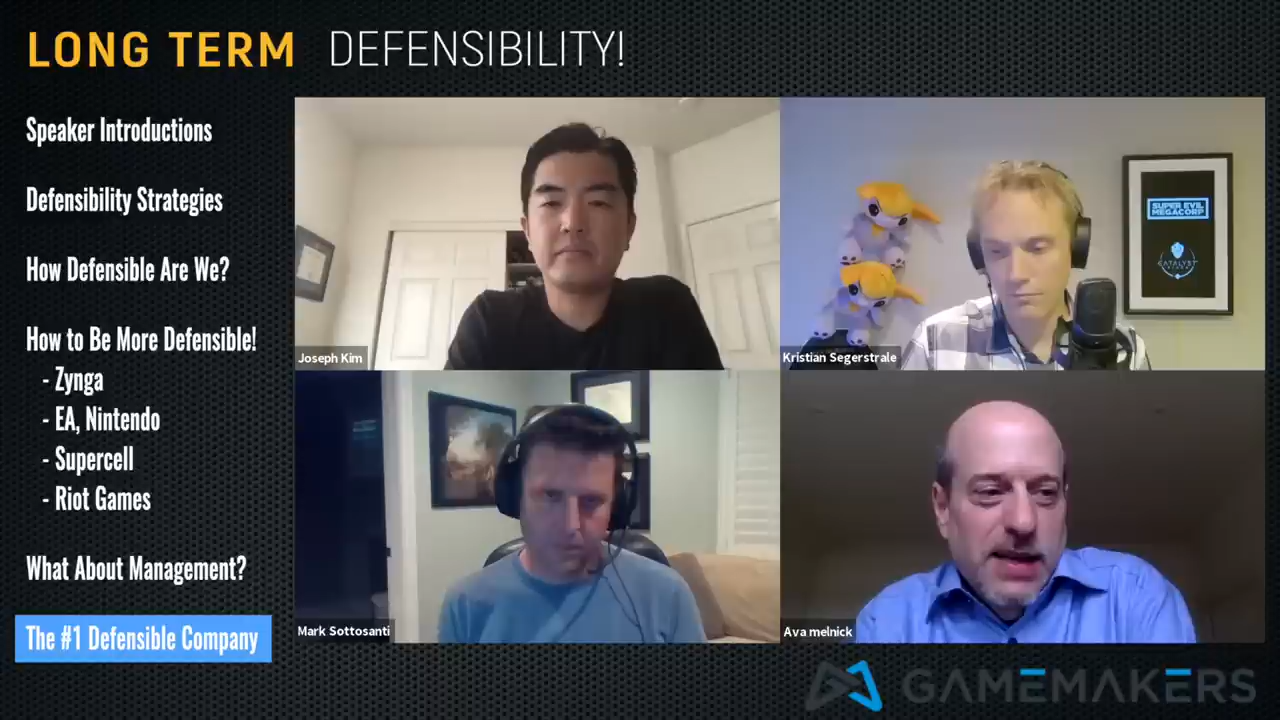 LONG TERM DEFENSIBILITY!
Speaker Introductions
Defensibility Strategies
How Defensible Are We?
How to Be More Defensible!
- Zynga
- EA, Nintendo
- Supercell
- Riot Games
What About Management?
The #1 Defensible Company
Joseph Kim
SUPER EVIL
MEGACORP
CATALYST
Kristian Segerstrale
Mark Sottosanti
Ava melnick
GAMEMAKERS